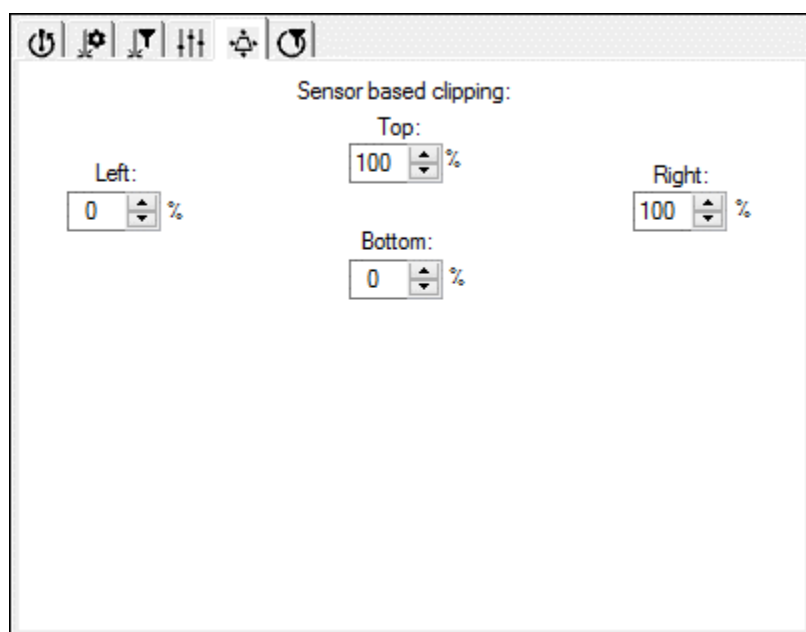 Sensor based clipping:
Top:
100 %
Left:
0 %
Right:
100 %
Bottom:
0 %